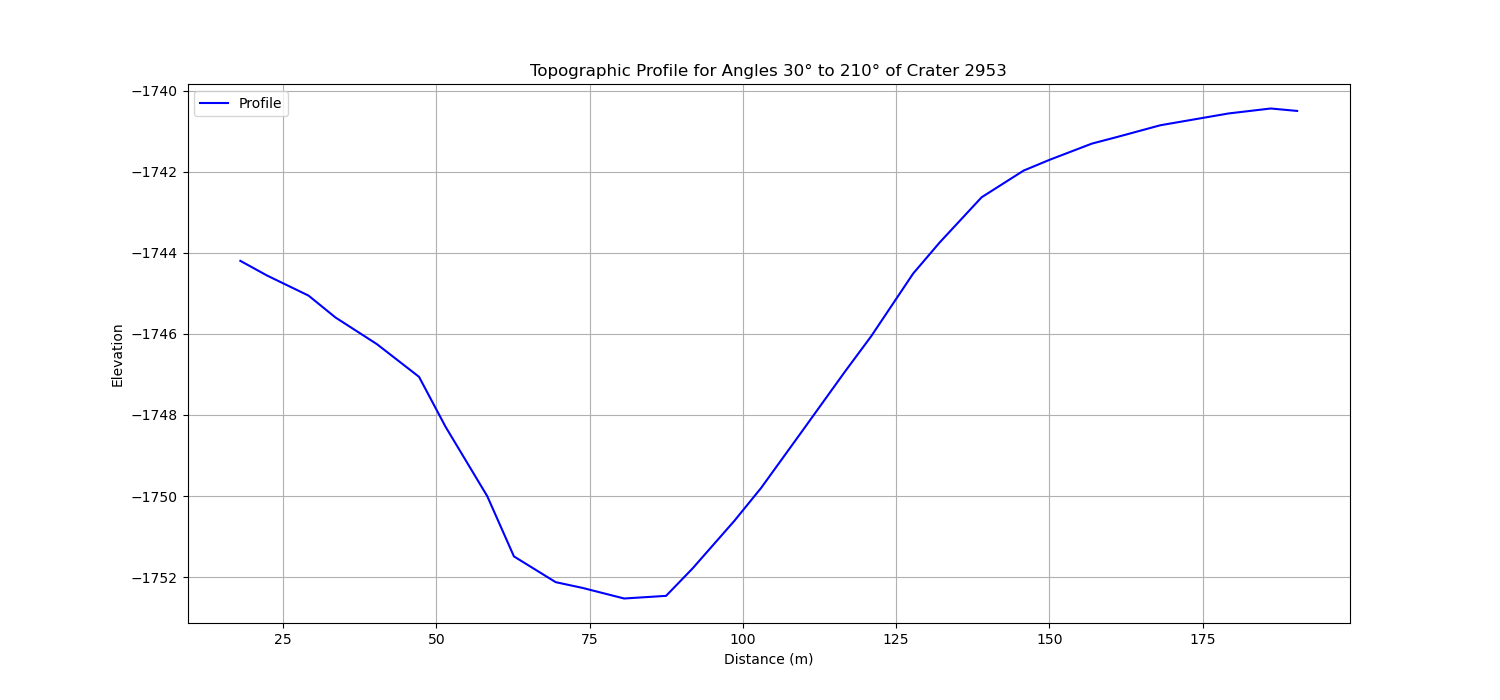 Topographic Profile for Angles 30° to 210° of Crater 2953
Profile
−1740
−1742
−1744
−1746
−1748
−1750
−1752
Elevation
25 50 75 100 125 150 175
Distance (m)